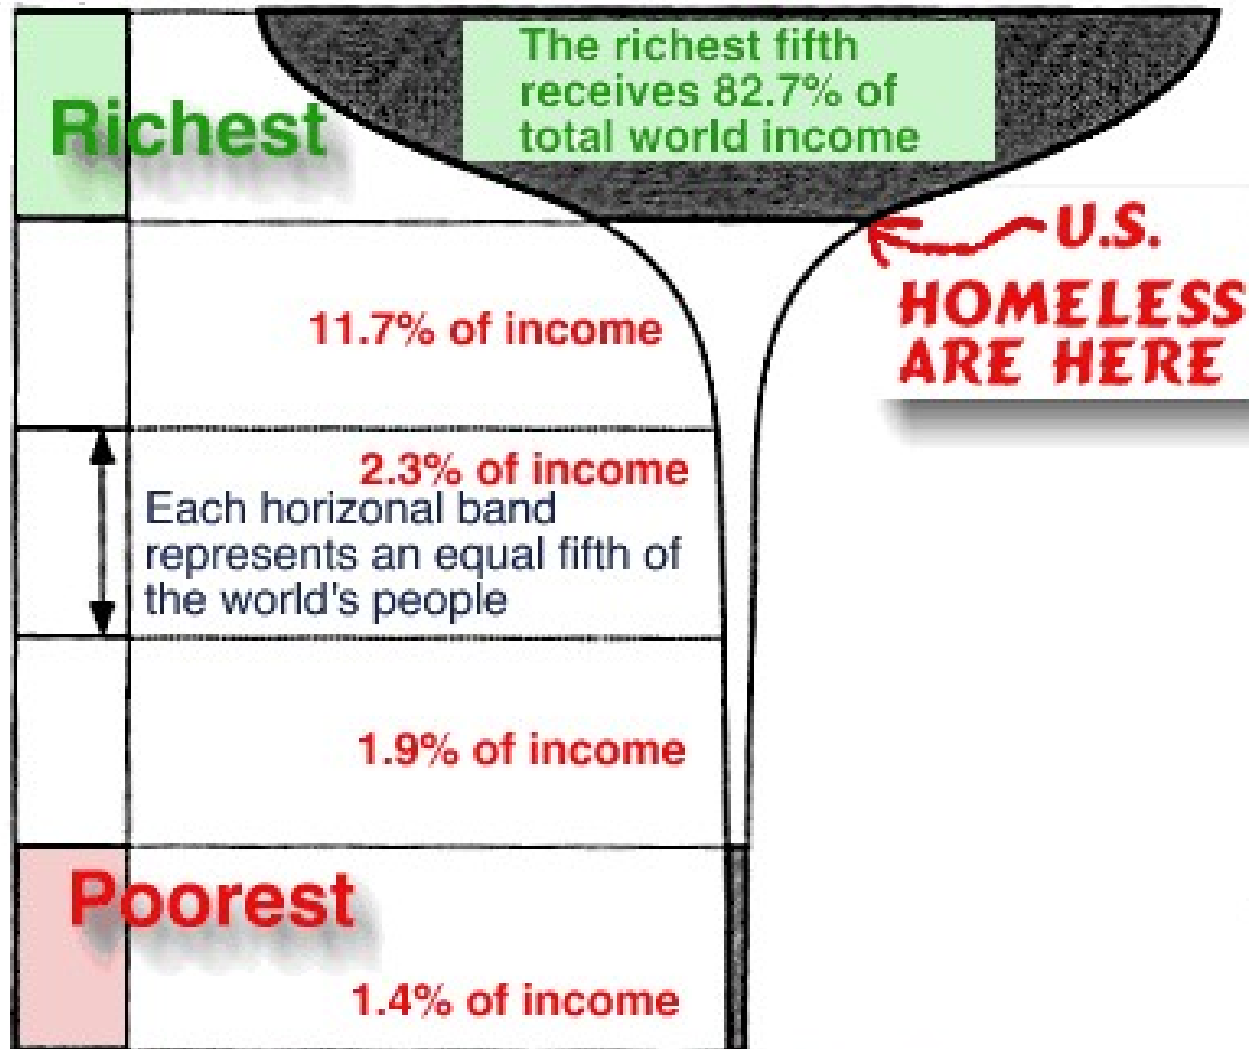 The richest fifth
receives 82.7% of
total world income
Richest
U.S.
HOMELESS
ARE HERE
11.7% of income
2.3% of income
Each horizonal band
represents an equal fifth of
the world's people
1.9% of income
Poorest
1.4% of income